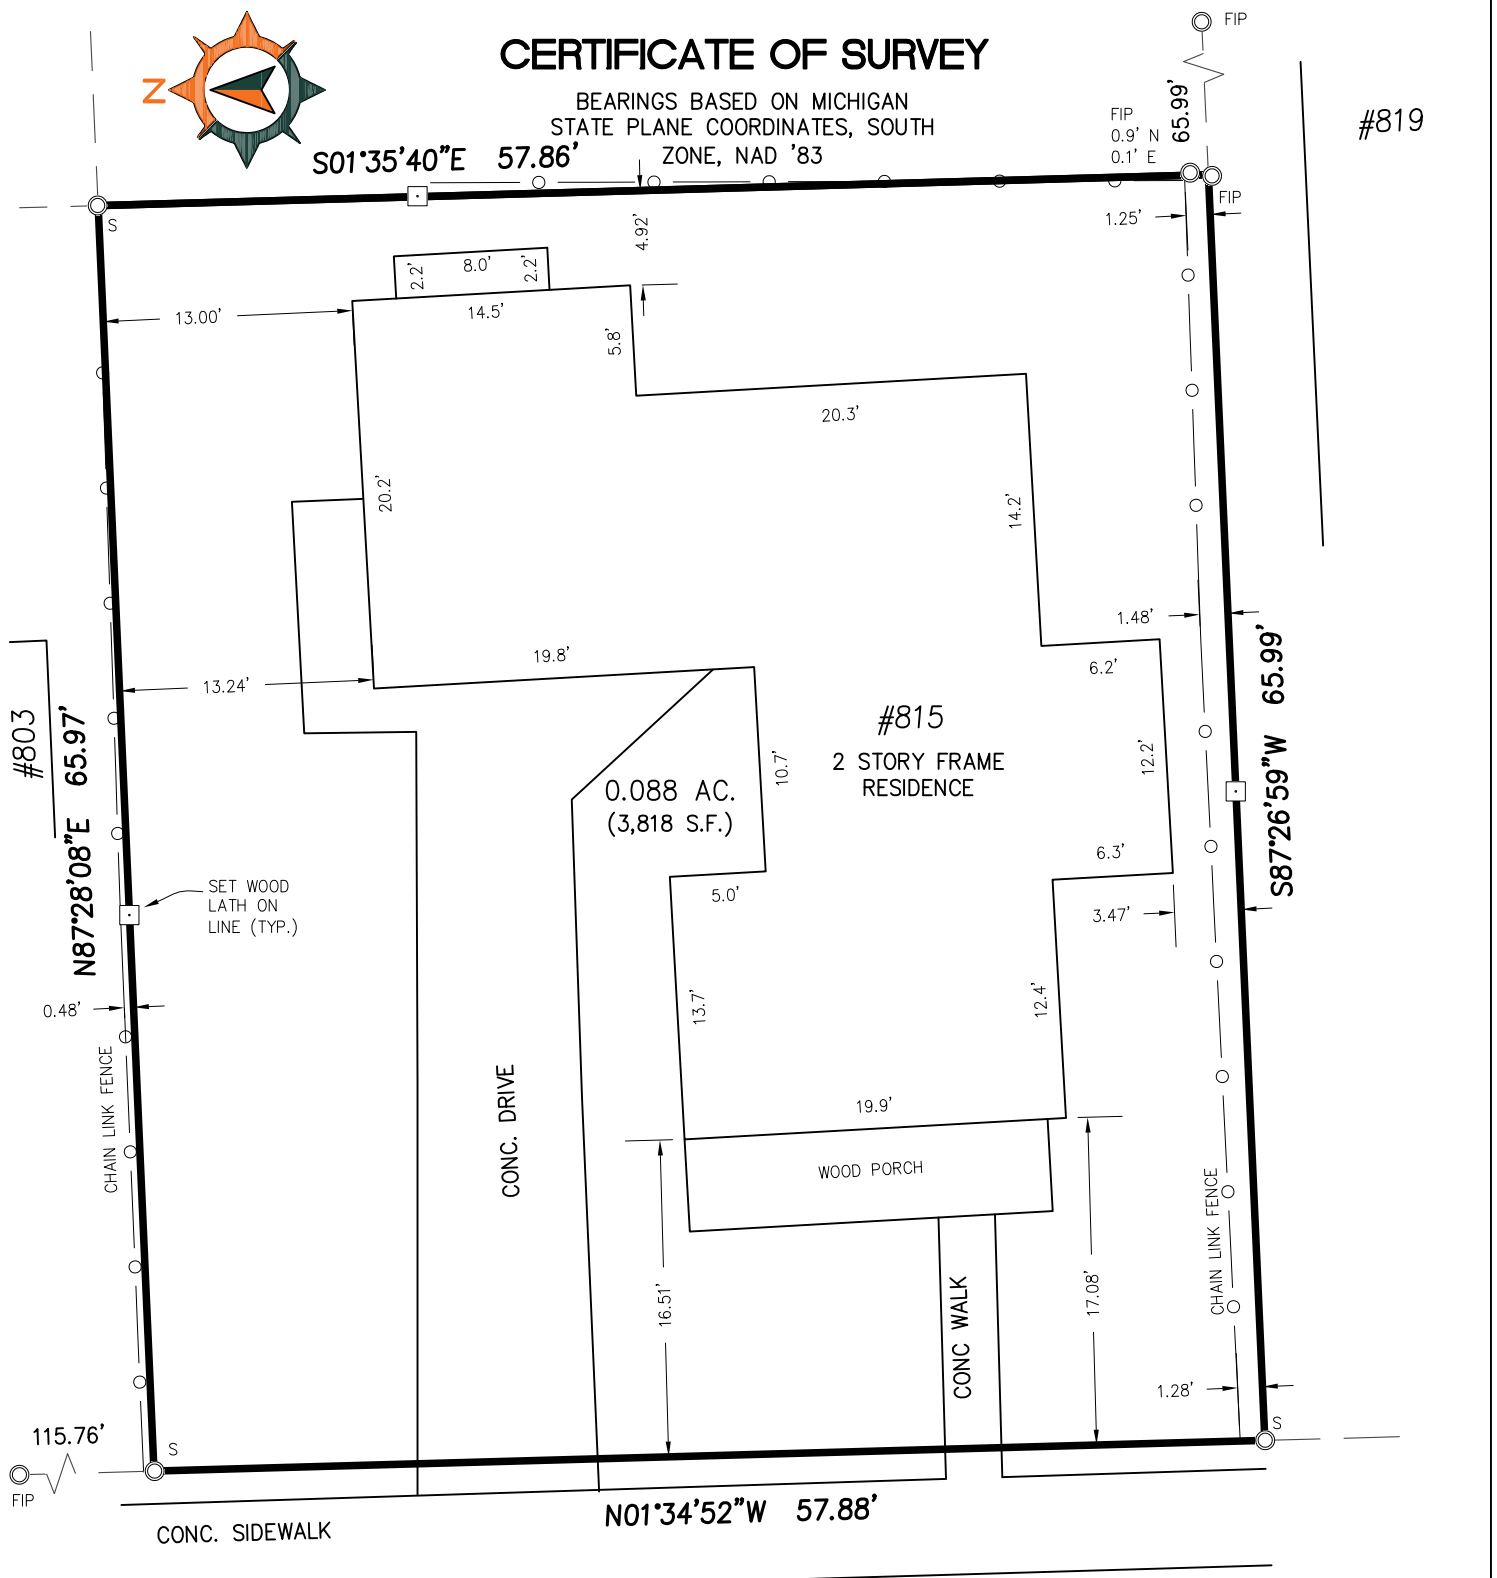 FIP
CERTIFICATE OF SURVEY
N
BEARINGS BASED ON MICHIGAN
STATE PLANE COORDINATES, SOUTH
ZONE, NAD '83
65.99'
FIP
0.9' N
0.1' E
#819
S01°35'40"E 57.86'
S
FIP
1.25'
4.92'
2.2'
8.0'
2.2'
13.00'
14.5'
5.8'
20.3'
20.2'
14.2'
1.48'
19.8'
6.2'
13.24'
#803
N87°28'08"E 65.97'
#815
2 STORY FRAME
RESIDENCE
10.7'
12.2'
S87°26'59"W 65.99'
0.088 AC.
(3,818 S.F.)
6.3'
5.0'
SET WOOD
LATH ON
LINE (TYP.)
3.47'
0.48'
13.7'
12.4'
CHAIN LINK FENCE
CONC. DRIVE
19.9'
WOOD PORCH
CHAIN LINK FENCE
16.51'
CONC WALK
17.08'
1.28'
S
115.76'
S
FIP
N01°34'52"W 57.88'
CONC. SIDEWALK